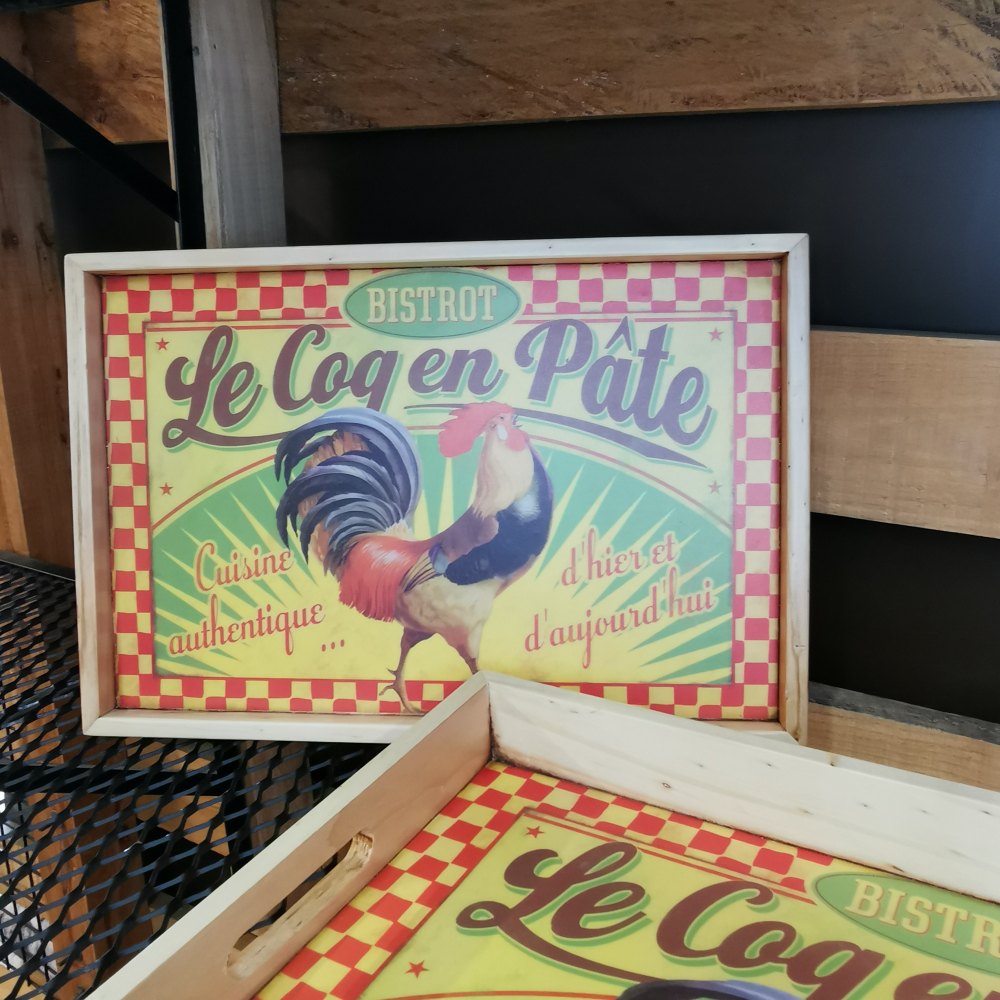 BISTROT
Le Coq en Pâte
Cuisine
authentique ...
d'hier et
d'aujourd'hui
BISTR
Le Coq e